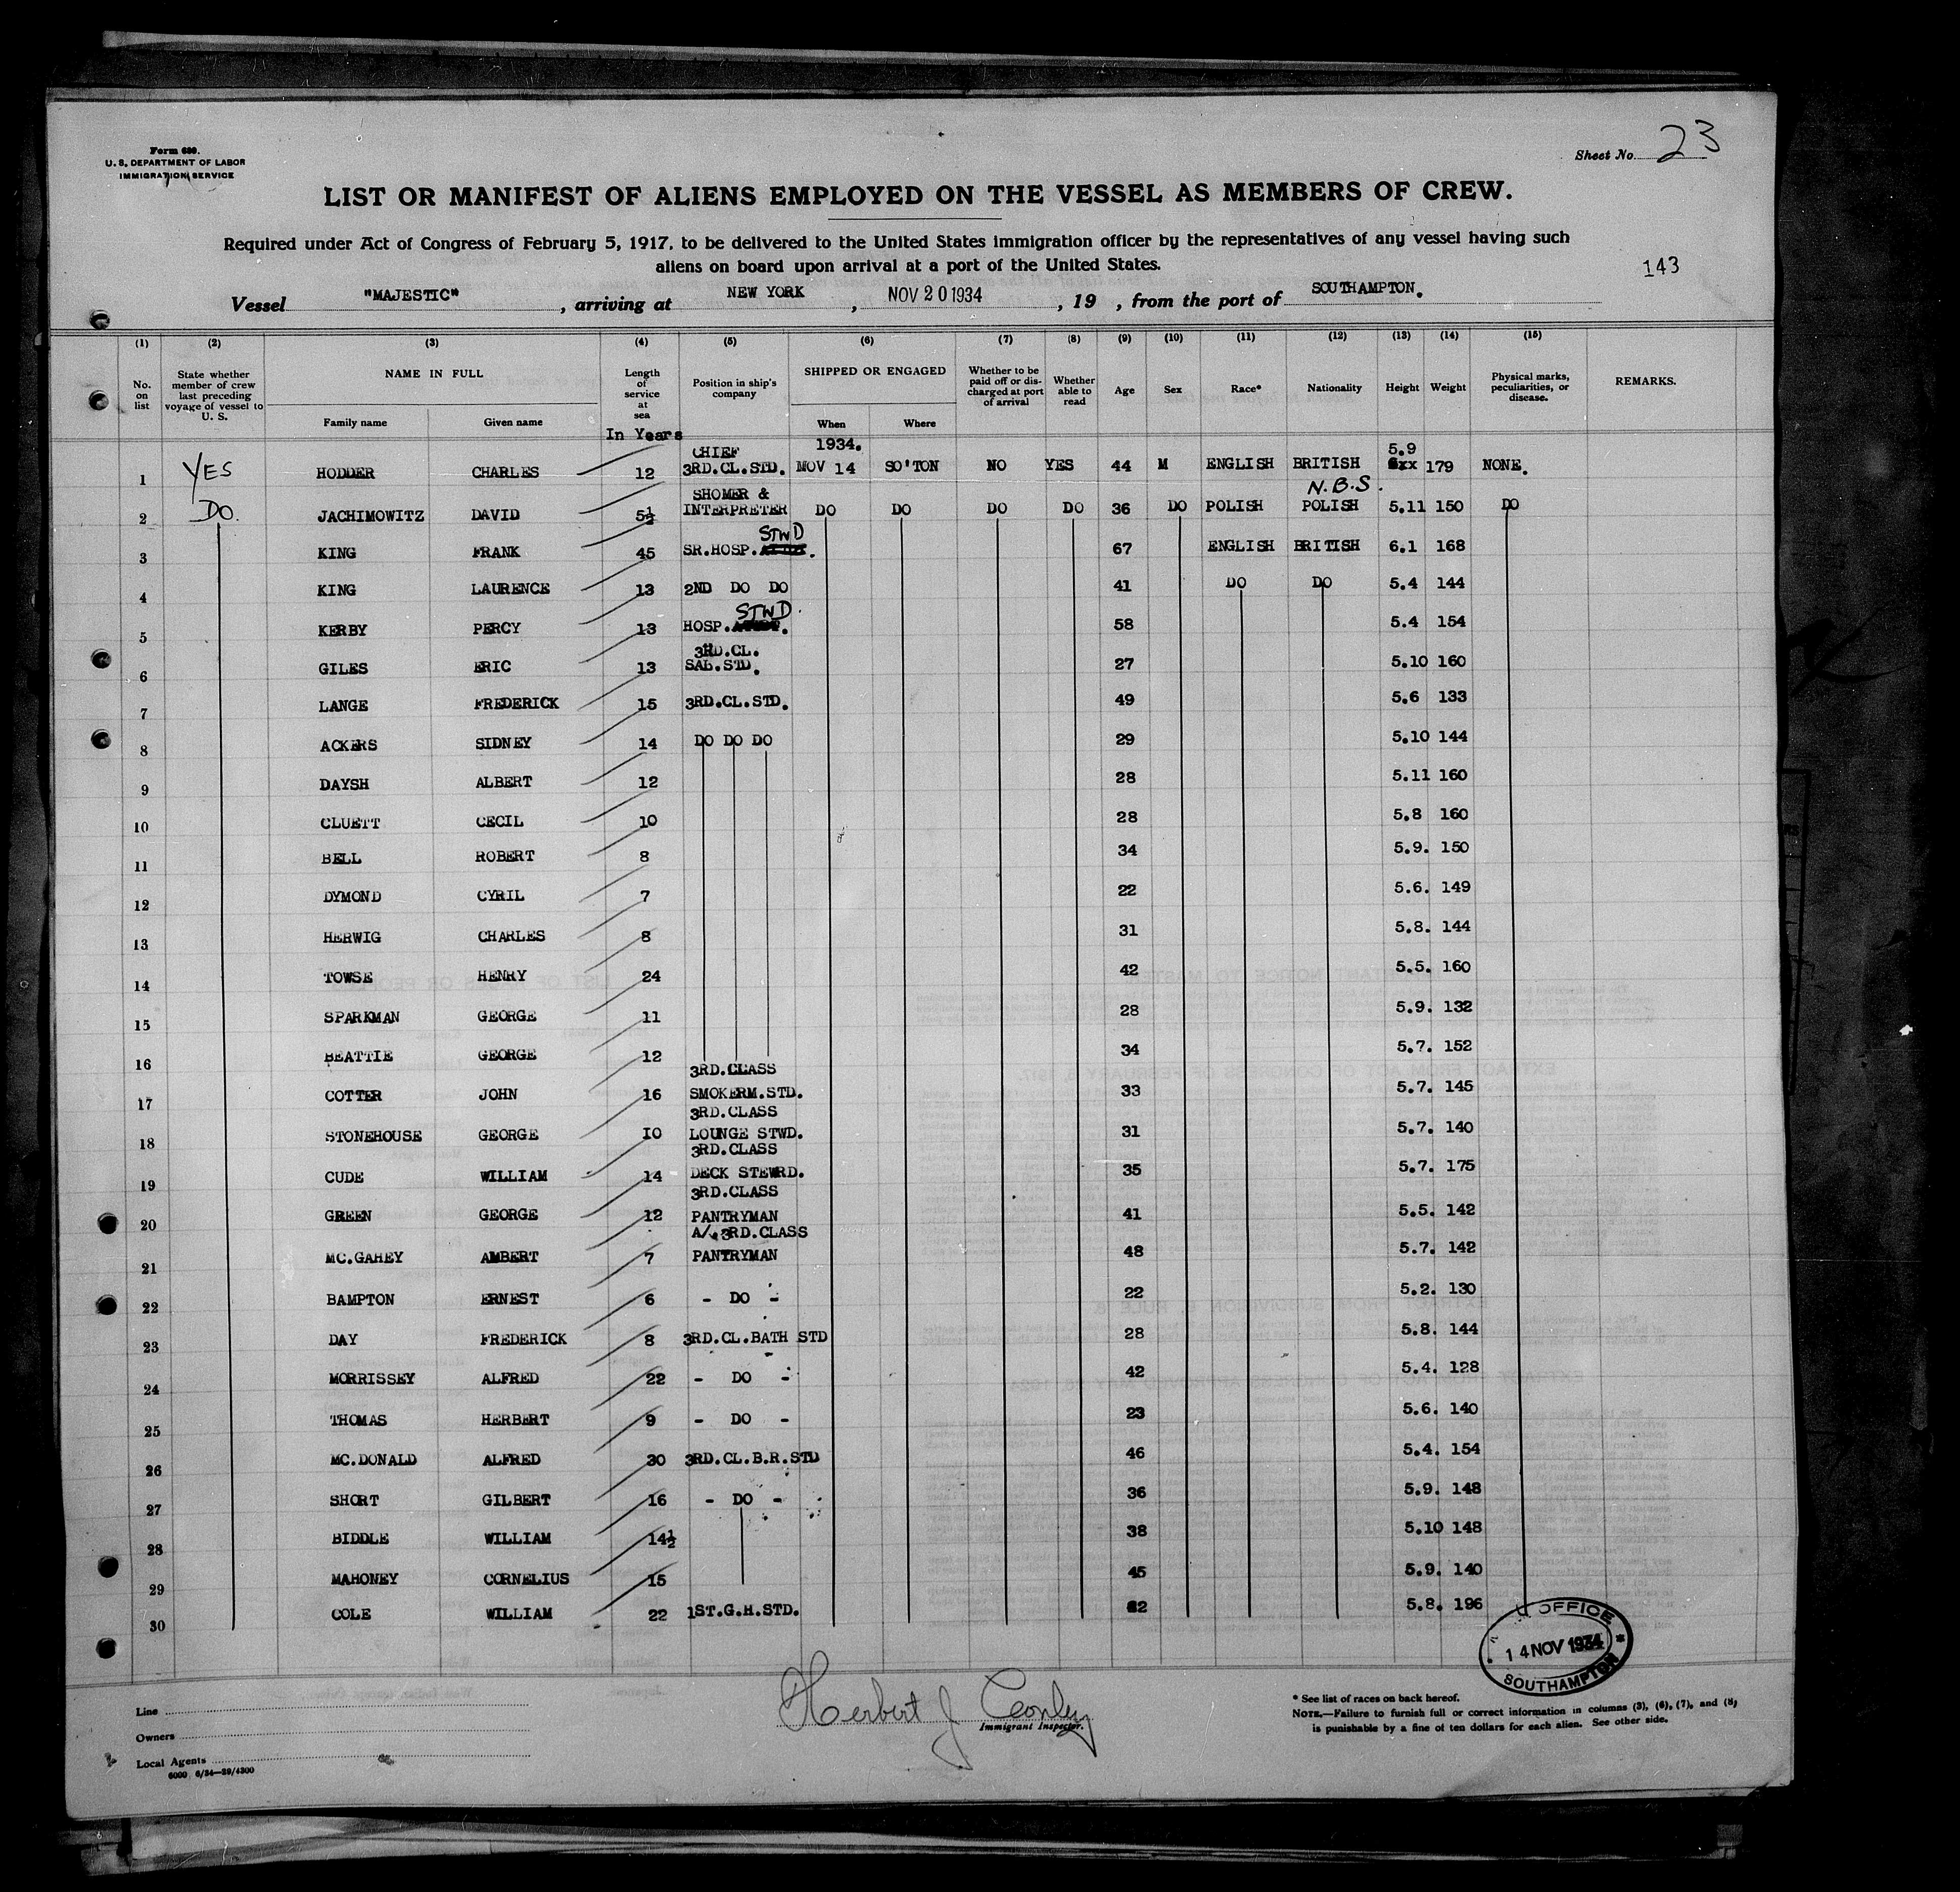 Form 680.
U. S. DEPARTMENT OF LABOR
IMMIGRATION SERVICE
Sheet No. 23
LIST OR MANIFEST OF ALIENS EMPLOYED ON THE VESSEL AS MEMBERS OF CREW.
Required under Act of Congress of February 5, 1917, to be delivered to the United States immigration officer by the representatives of any vessel having such
aliens on board upon arrival at a port of the United States.
143
Vessel "MAJESTIC", arriving at NEW YORK, NOV 20 1934, 19 , from the port of SOUTHAMPTON.
(1) (2) (3) (4) (5) (6) (7) (8) (9) (10) (11) (12) (13) (14) (15)
No. on list
State whether member of crew last preceding voyage of vessel to U. S.
NAME IN FULL
Family name Given name
Length of service at sea
In Years
Position in ship's company
SHIPPED OR ENGAGED
When Where
1934.
Whether to be paid off or discharged at port of arrival
Whether able to read
Age
Sex
Race*
Nationality
Height
Weight
Physical marks, peculiarities, or disease.
REMARKS.
1 YES HODDER CHARLES 12 CHIEF 3RD.CL.STD. NOV 14 SO'TON NO YES 44 M ENGLISH BRITISH 5.9 179 NONE.
N.B.S.
2 DO. JACHIMOWITZ DAVID 5½ SHOMER & INTERPRETER DO DO DO DO 36 DO POLISH POLISH 5.11 150 DO
3 KING FRANK 45 SR.HOSP. STWD 67 ENGLISH BRITISH 6.1 168
4 KING LAURENCE 13 2ND DO DO 41 DO DO 5.4 144
5 KERBY PERCY 13 HOSP. STWD. 58 5.4 154
6 GILES ERIC 13 3RD.CL. SAL.STD. 27 5.10 160
7 LANGE FREDERICK 15 3RD.CL.STD. 49 5.6 133
8 ACKERS SIDNEY 14 DO DO DO 29 5.10 144
9 DAYSH ALBERT 12 28 5.11 160
10 CLUETT CECIL 10 28 5.8 160
11 BELL ROBERT 8 34 5.9. 150
12 DYMOND CYRIL 7 22 5.6. 149
13 HERWIG CHARLES 8 31 5.8. 144
14 TOWSE HENRY 24 42 5.5. 160
15 SPARKMAN GEORGE 11 28 5.9. 132
16 BEATTIE GEORGE 12 34 5.7. 152
17 COTTER JOHN 16 3RD.CLASS SMOKERM.STD. 33 5.7. 145
18 STONEHOUSE GEORGE IO 3RD.CLASS LOUNGE STWD. 31 5.7. 140
19 CUDE WILLIAM 14 3RD.CLASS DECK STEWRD. 35 5.7. 175
20 GREEN GEORGE 12 3RD.CLASS PANTRYMAN 41 5.5. 142
21 MC.GAHEY AMBERT 7 A/.3RD.CLASS PANTRYMAN 48 5.7. 142
22 BAMPTON ERNEST 6 - DO - 22 5.2. 130
23 DAY FREDERICK 8 3RD.CL.BATH STD 28 5.8. 144
24 MORRISSEY ALFRED 22 - DO - 42 5.4. 128
25 THOMAS HERBERT 9 - DO - 23 5.6. 140
26 MC.DONALD ALFRED 30 3RD.CL.B.R.STD 46 5.4. 154
27 SHORT GILBERT 16 - DO - 36 5.9. 148
28 BIDDLE WILLIAM 14½ 38 5.10 148
29 MAHONEY CORNELIUS 15 45 5.9. 140
30 COLE WILLIAM 22 1ST.G.H.STD. 62 5.8. 196
OFFICE
14 NOV 1934
SOUTHAMPTON
Line
Owners
Local Agents
6000 6/34—29/4300
Herbert J Conley
Immigrant Inspector.
* See list of races on back hereof.
NOTE.—Failure to furnish full or correct information in columns (3), (6), (7), and (8)
is punishable by a fine of ten dollars for each alien. See other side.